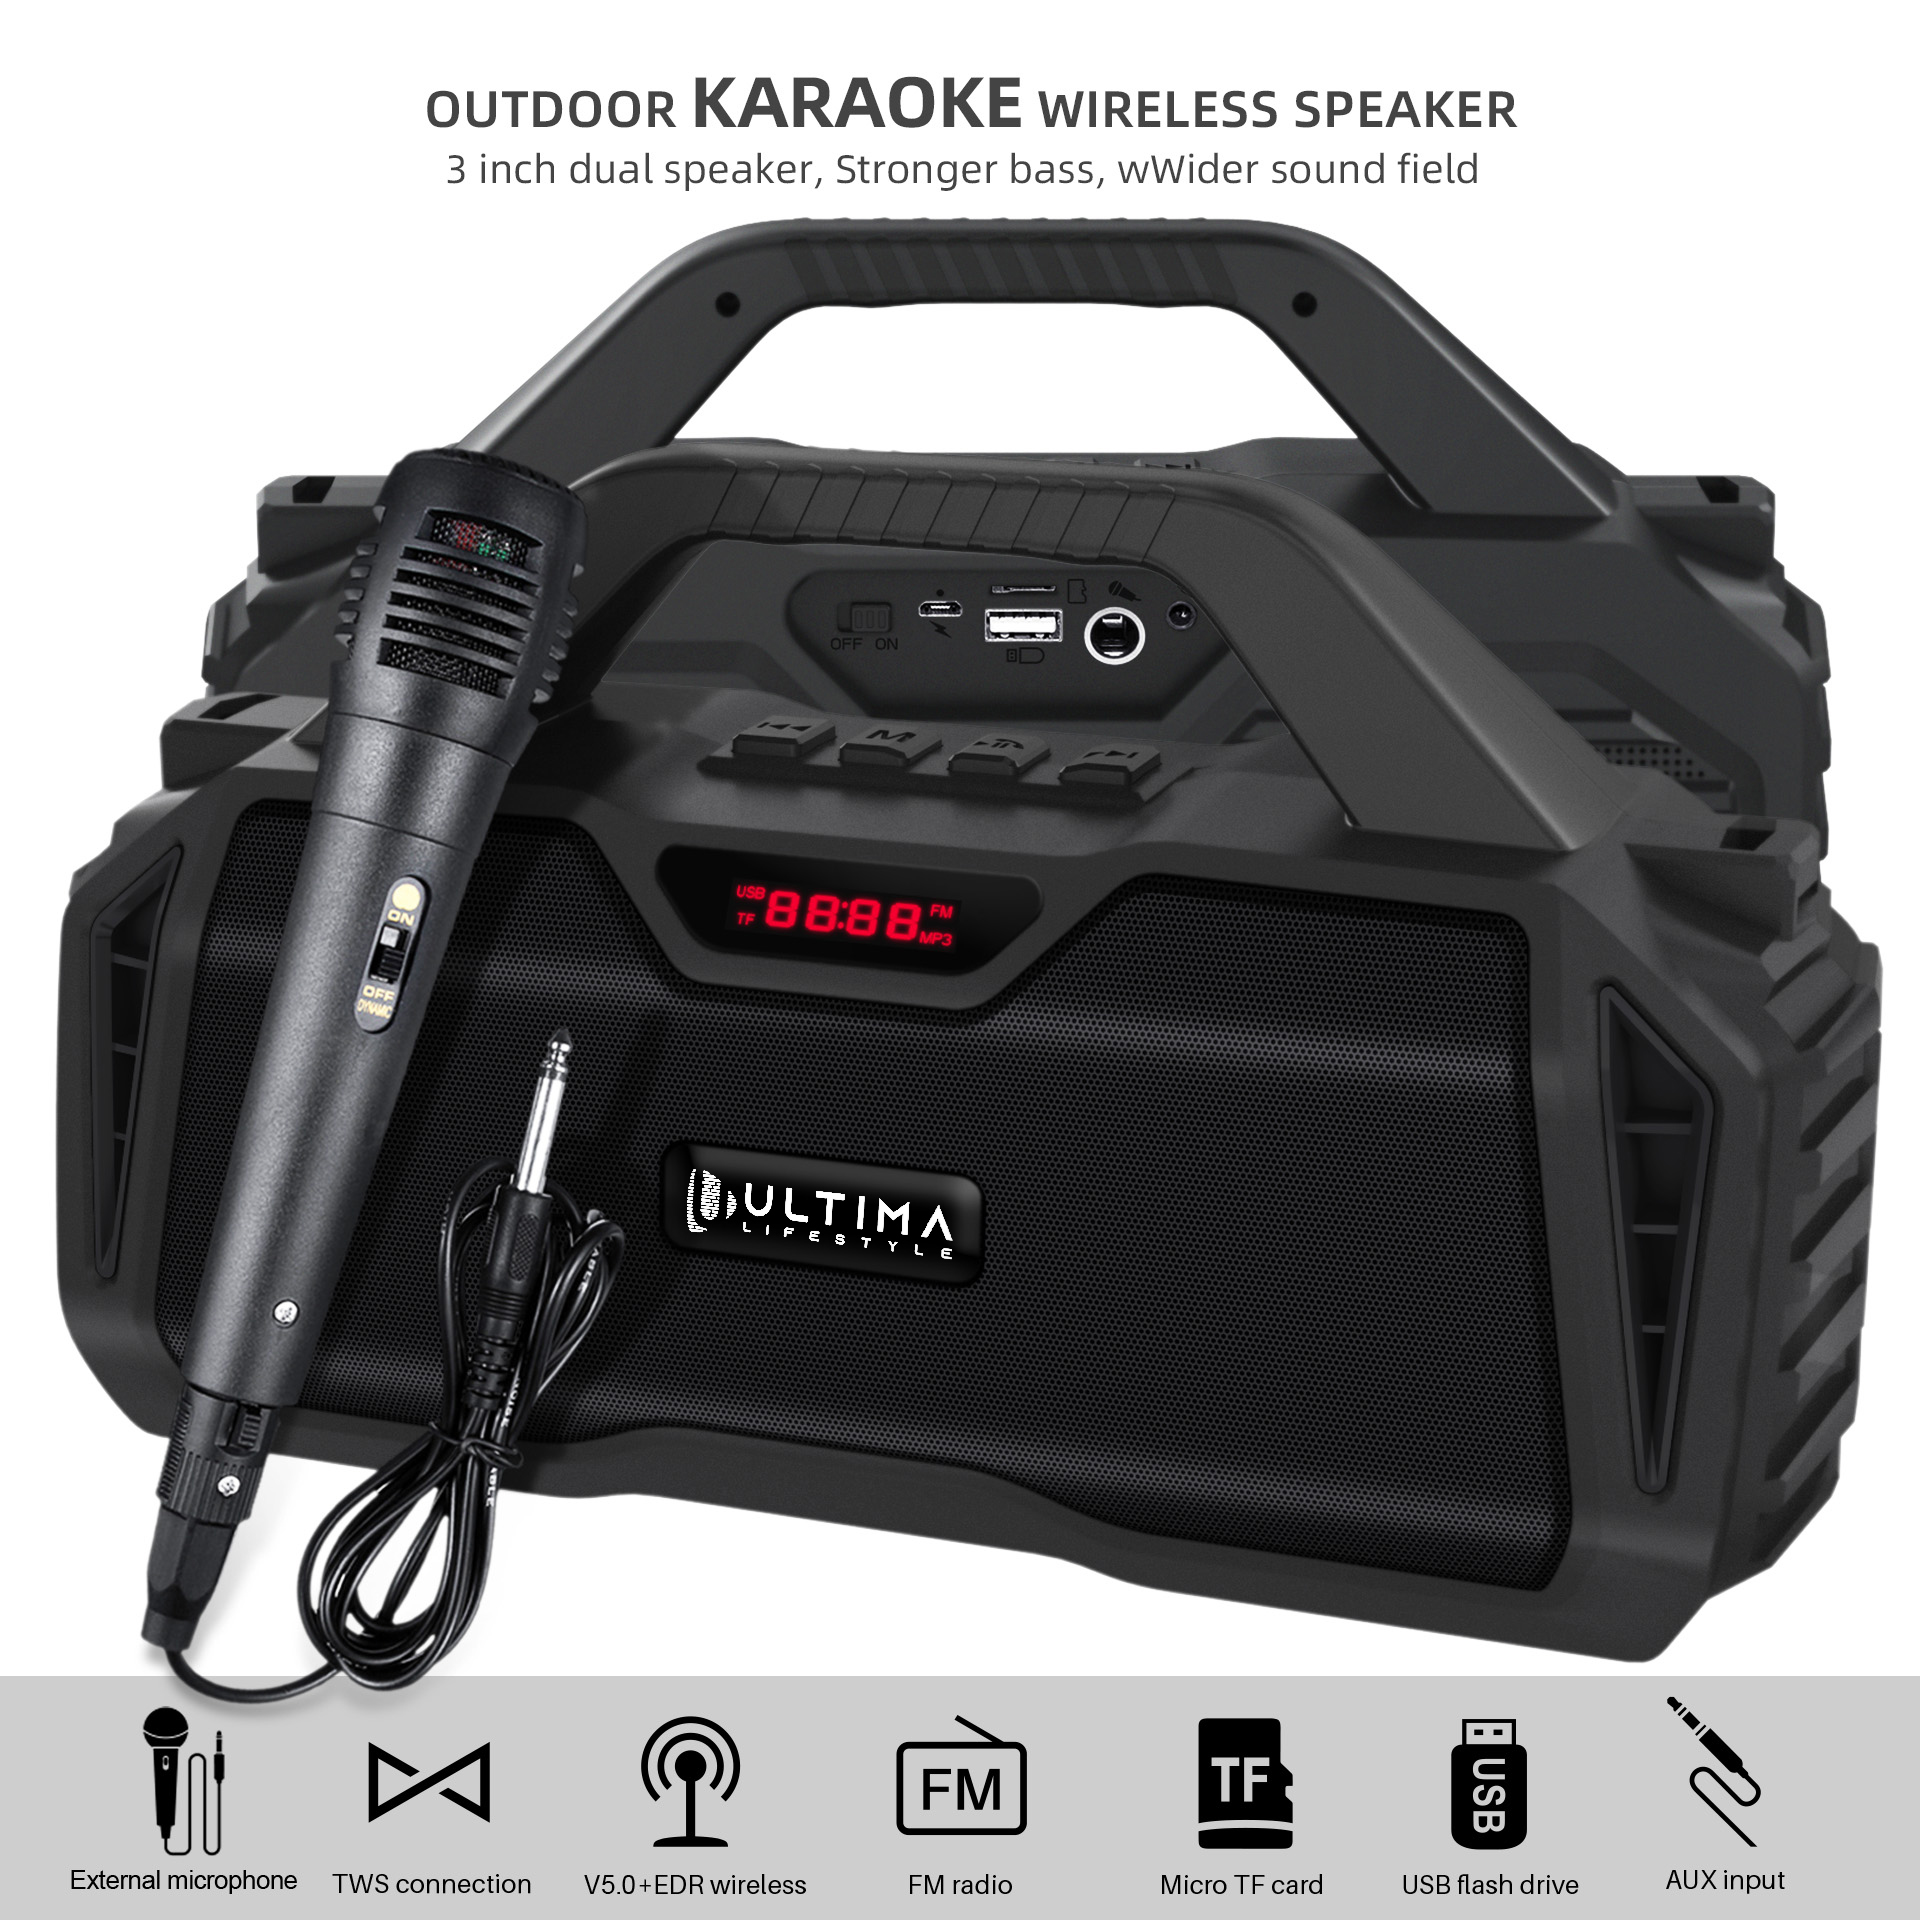 OUTDOOR KARAOKE WIRELESS SPEAKER
3 inch dual speaker, Stronger bass, wWider sound field
OFF ON
M
USB 88:88 FM
TF MP3
ON
OFF
DYNAMIC
ULTIMA
LIFESTYLE
FM
TF
USB
External microphone
TWS connection
V5.0+EDR wireless
FM radio
Micro TF card
USB flash drive
AUX input